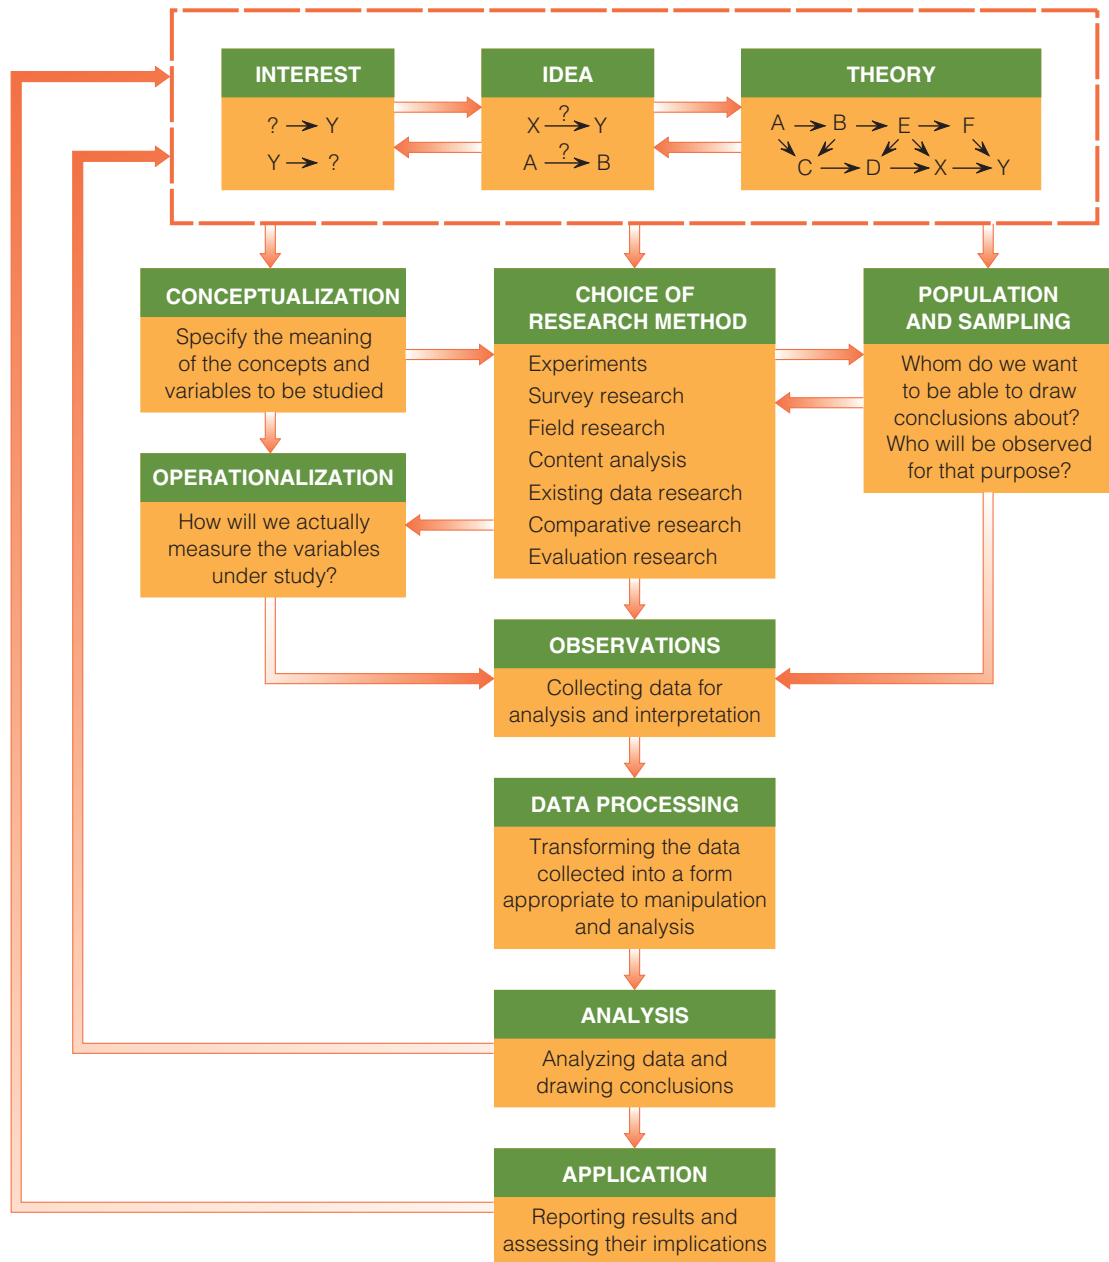 INTEREST
? → Y
Y → ?
IDEA
?
X → Y
?
A → B
THEORY
A → B → E → F
C → D → X → Y
CONCEPTUALIZATION
Specify the meaning
of the concepts and
variables to be studied
OPERATIONALIZATION
How will we actually
measure the variables
under study?
CHOICE OF
RESEARCH METHOD
Experiments
Survey research
Field research
Content analysis
Existing data research
Comparative research
Evaluation research
POPULATION
AND SAMPLING
Whom do we want
to be able to draw
conclusions about?
Who will be observed
for that purpose?
OBSERVATIONS
Collecting data for
analysis and interpretation
DATA PROCESSING
Transforming the data
collected into a form
appropriate to manipulation
and analysis
ANALYSIS
Analyzing data and
drawing conclusions
APPLICATION
Reporting results and
assessing their implications